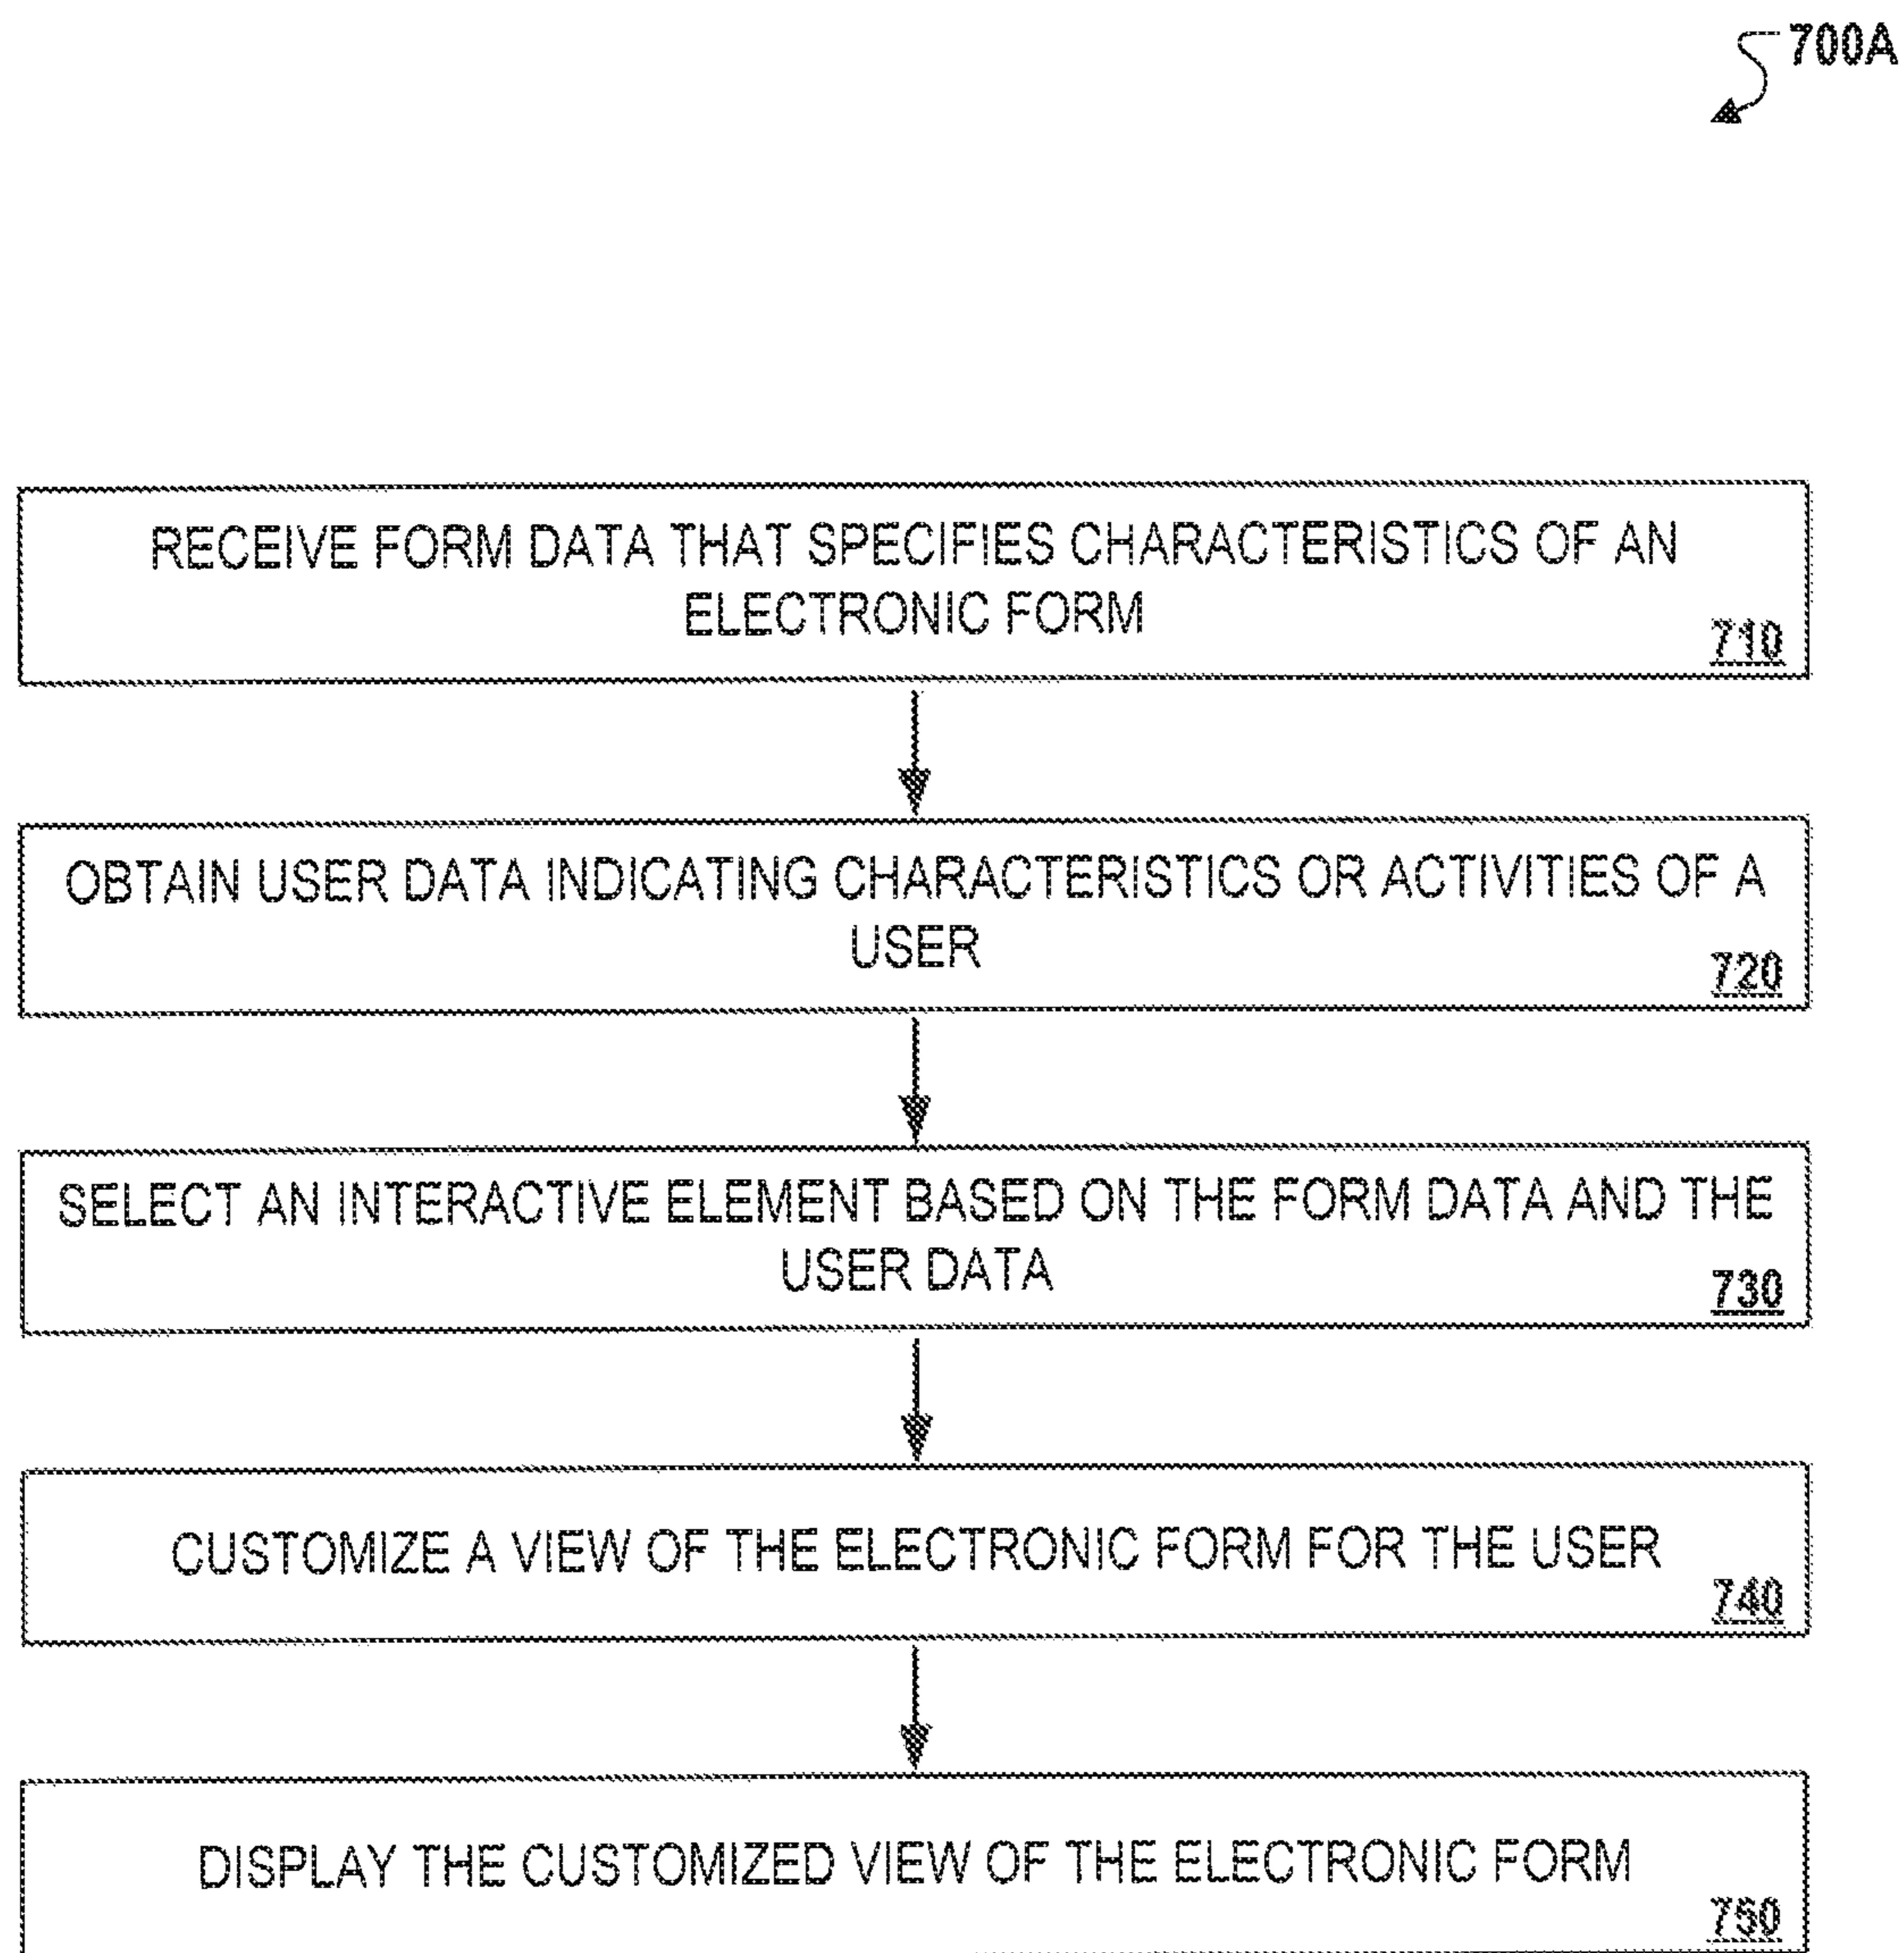 700A
RECEIVE FORM DATA THAT SPECIFIES CHARACTERISTICS OF AN
ELECTRONIC FORM
710
OBTAIN USER DATA INDICATING CHARACTERISTICS OR ACTIVITIES OF A
USER
720
SELECT AN INTERACTIVE ELEMENT BASED ON THE FORM DATA AND THE
USER DATA
730
CUSTOMIZE A VIEW OF THE ELECTRONIC FORM FOR THE USER
740
DISPLAY THE CUSTOMIZED VIEW OF THE ELECTRONIC FORM
750